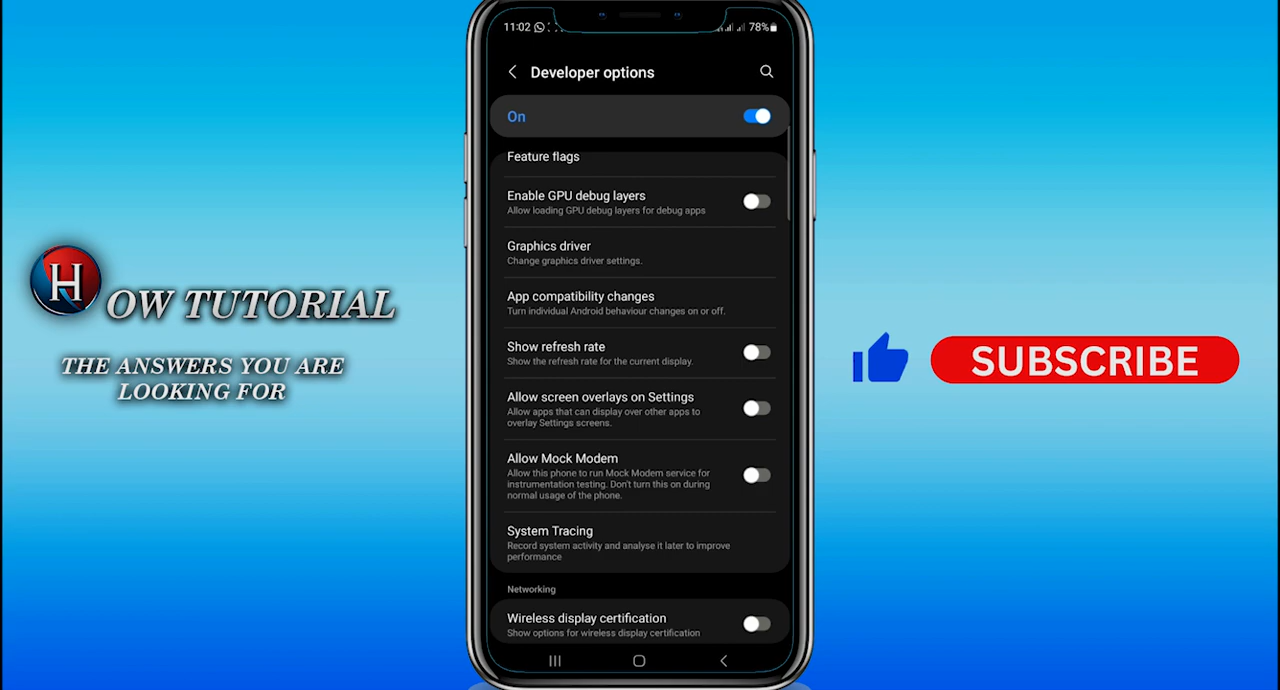 11:02
78%
Developer options
On
Feature flags
Enable GPU debug layers
Allow loading GPU debug layers for debug apps
Graphics driver
Change graphics driver settings.
App compatibility changes
Turn individual Android behaviour changes on or off.
Show refresh rate
Show the refresh rate for the current display.
Allow screen overlays on Settings
Allow apps that can display over other apps to
overlay Settings screens.
Allow Mock Modem
Allow this phone to run Mock Modem service for
instrumentation testing. Don't turn this on during
normal usage of the phone.
System Tracing
Record system activity and analyse it later to improve
performance
Networking
Wireless display certification
Show options for wireless display certification
HOW TUTORIAL
THE ANSWERS YOU ARE
LOOKING FOR
SUBSCRIBE